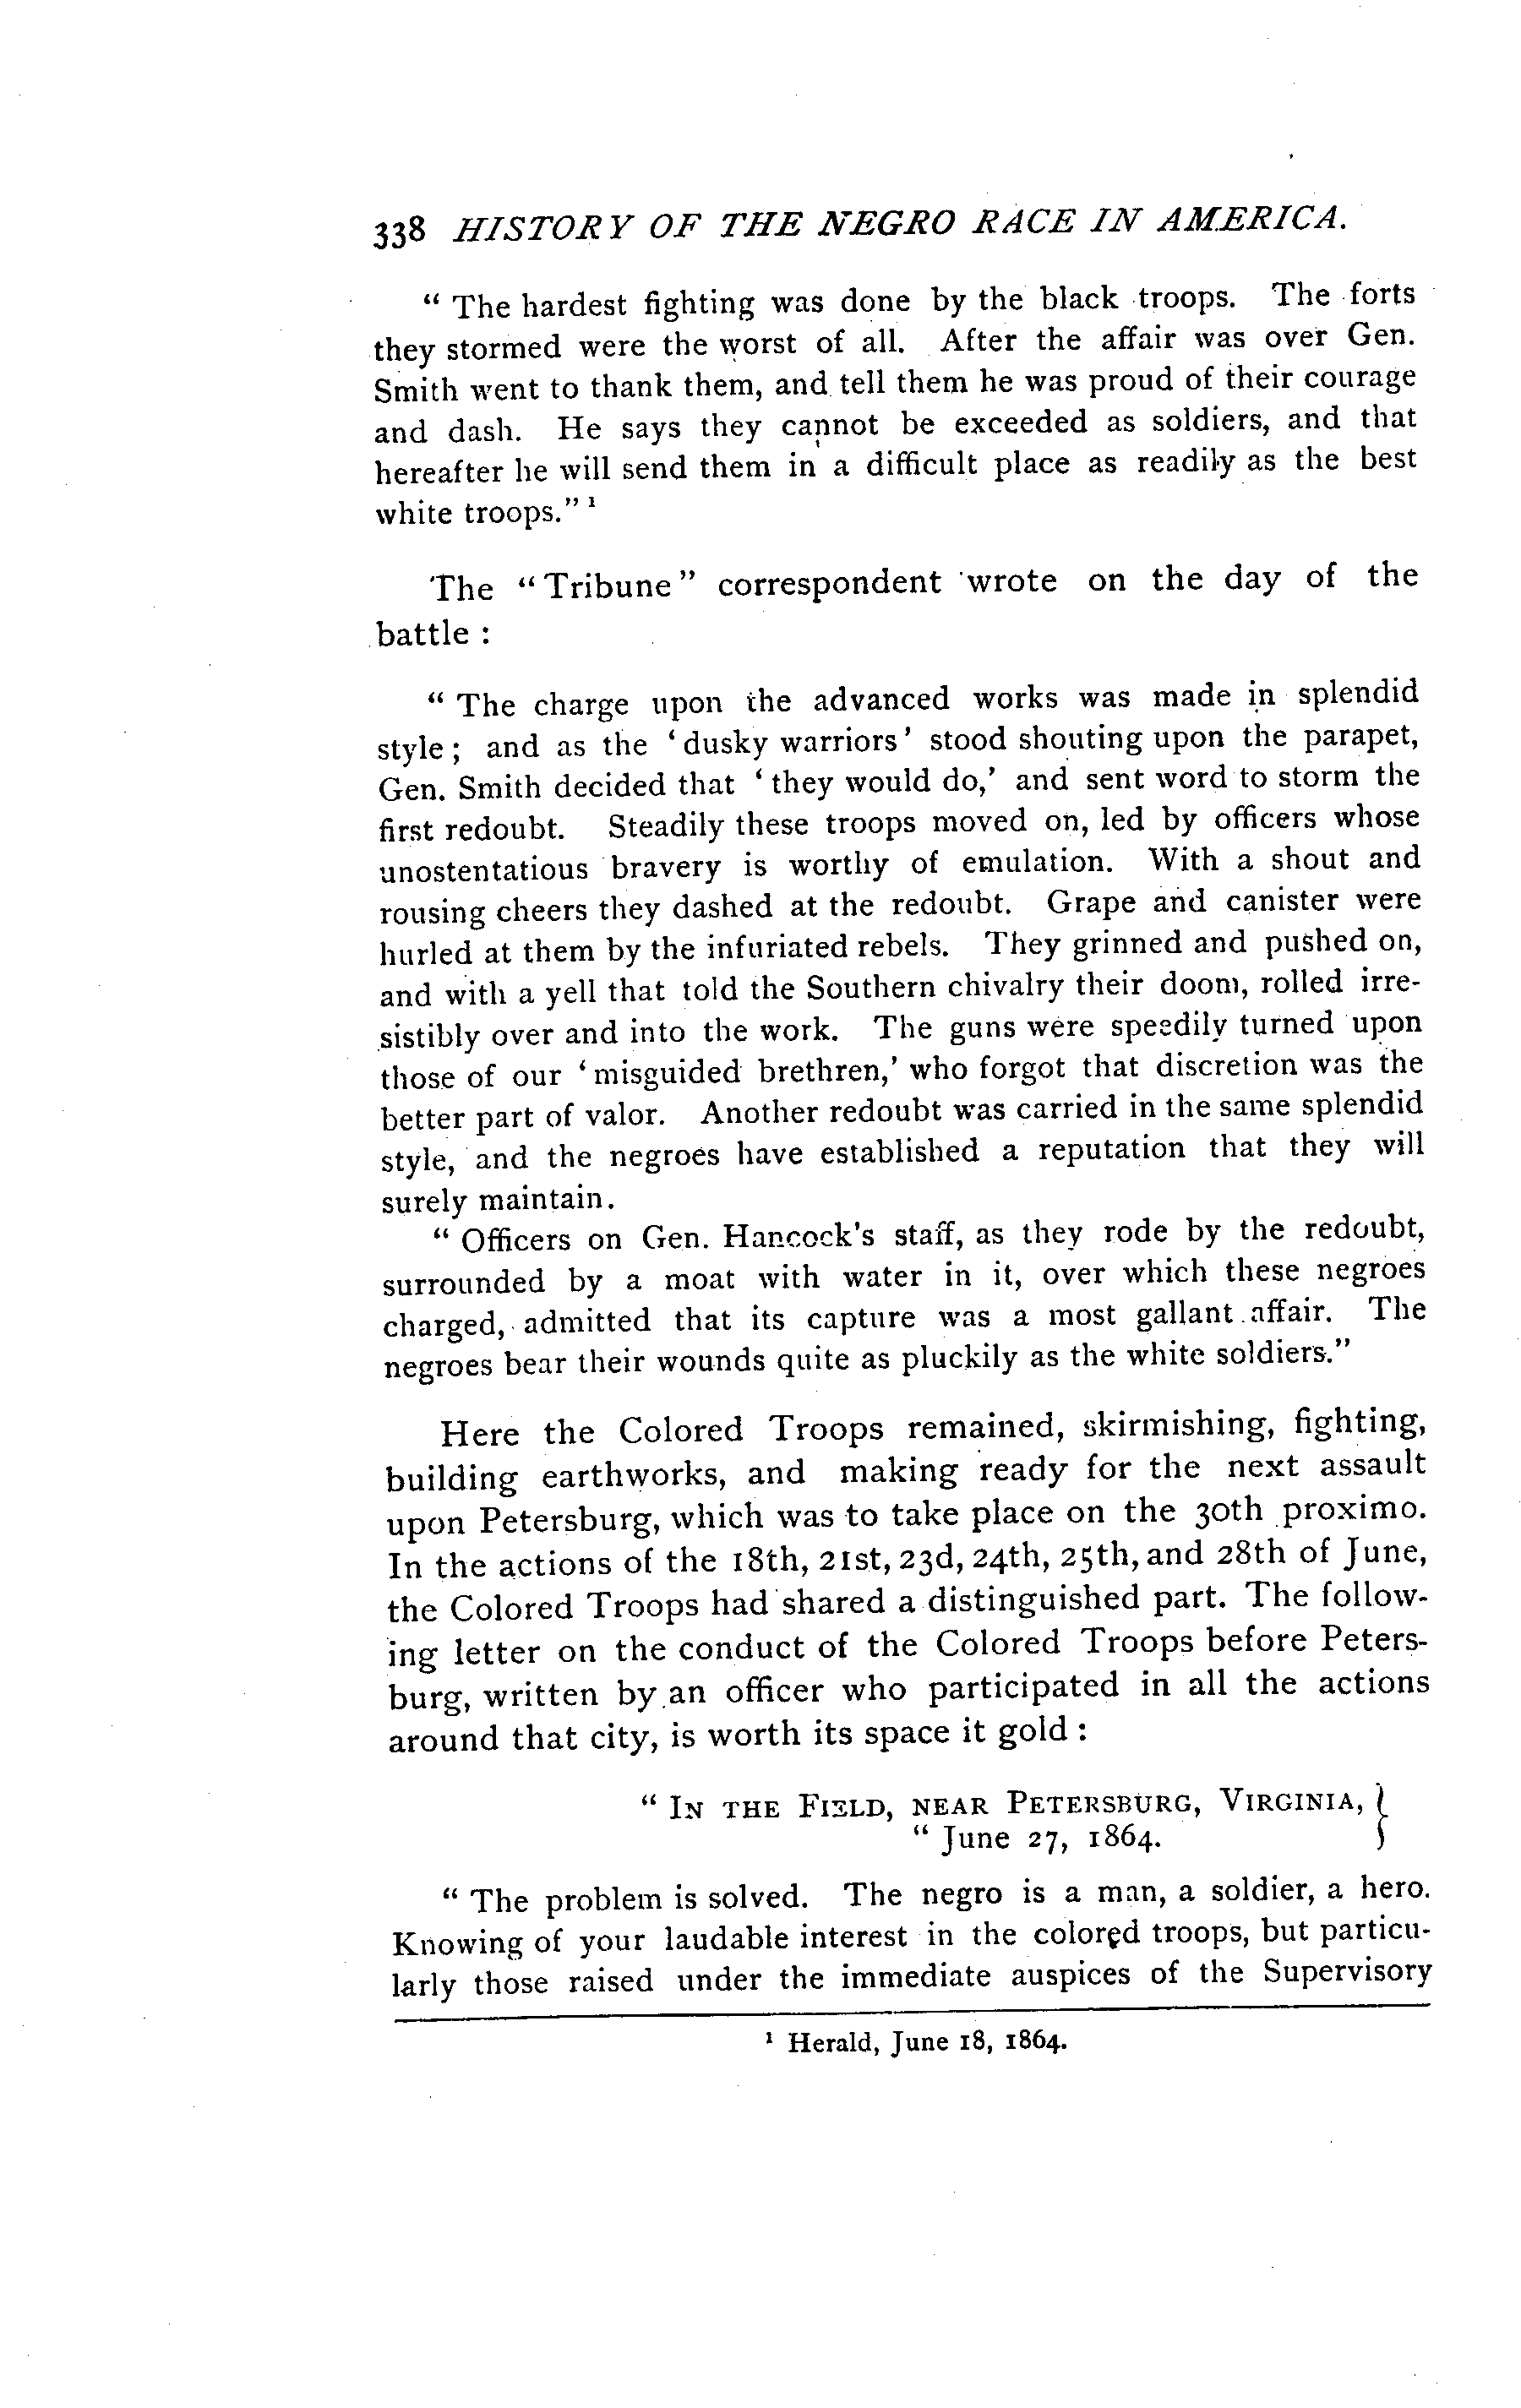 338 HISTORY OF THE NEGRO RACE IN AMERICA.
“ The hardest fighting was done by the black troops. The forts
they stormed were the worst of all. After the affair was over Gen.
Smith went to thank them, and tell them he was proud of their courage
and dash. He says they cannot be exceeded as soldiers, and that
hereafter he will send them in a difficult place as readily as the best
white troops.” ¹
The “ Tribune ” correspondent wrote on the day of the
battle :
“ The charge upon the advanced works was made in splendid
style ; and as the ‘ dusky warriors ’ stood shouting upon the parapet,
Gen. Smith decided that ‘ they would do,’ and sent word to storm the
first redoubt. Steadily these troops moved on, led by officers whose
unostentatious bravery is worthy of emulation. With a shout and
rousing cheers they dashed at the redoubt. Grape and canister were
hurled at them by the infuriated rebels. They grinned and pushed on,
and with a yell that told the Southern chivalry their doom, rolled irre-
sistibly over and into the work. The guns were speedily turned upon
those of our ‘ misguided brethren,’ who forgot that discretion was the
better part of valor. Another redoubt was carried in the same splendid
style, and the negroes have established a reputation that they will
surely maintain.
“ Officers on Gen. Hancock's staff, as they rode by the redoubt,
surrounded by a moat with water in it, over which these negroes
charged, admitted that its capture was a most gallant affair. The
negroes bear their wounds quite as pluckily as the white soldiers.”
Here the Colored Troops remained, skirmishing, fighting,
building earthworks, and making ready for the next assault
upon Petersburg, which was to take place on the 30th proximo.
In the actions of the 18th, 21st, 23d, 24th, 25th, and 28th of June,
the Colored Troops had shared a distinguished part. The follow-
ing letter on the conduct of the Colored Troops before Peters-
burg, written by an officer who participated in all the actions
around that city, is worth its space it gold :
“ IN THE FIELD, NEAR PETERSBURG, VIRGINIA, }
“ June 27, 1864.
“ The problem is solved. The negro is a man, a soldier, a hero.
Knowing of your laudable interest in the colored troops, but particu-
larly those raised under the immediate auspices of the Supervisory
¹ Herald, June 18, 1864.